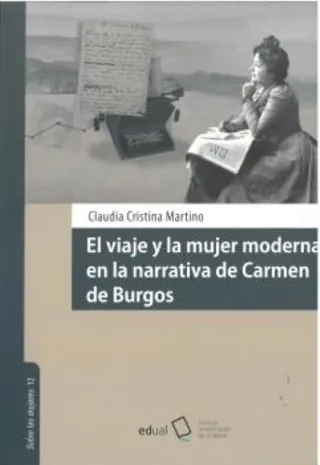 Claudia Cristina Martino
El viaje y la mujer moderna
en la narrativa de Carmen
de Burgos
Sobre las mujeres 12
edual